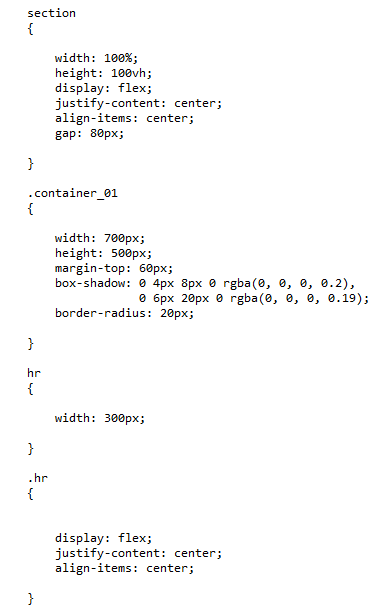 section
{
width: 100%;
height: 100vh;
display: flex;
justify-content: center;
align-items: center;
gap: 80px;
}
.container_01
{
width: 700px;
height: 500px;
margin-top: 60px;
box-shadow: 0 4px 8px 0 rgba(0, 0, 0, 0.2),
0 6px 20px 0 rgba(0, 0, 0, 0.19);
border-radius: 20px;
}
hr
{
width: 300px;
}
.hr
{
display: flex;
justify-content: center;
align-items: center;
}